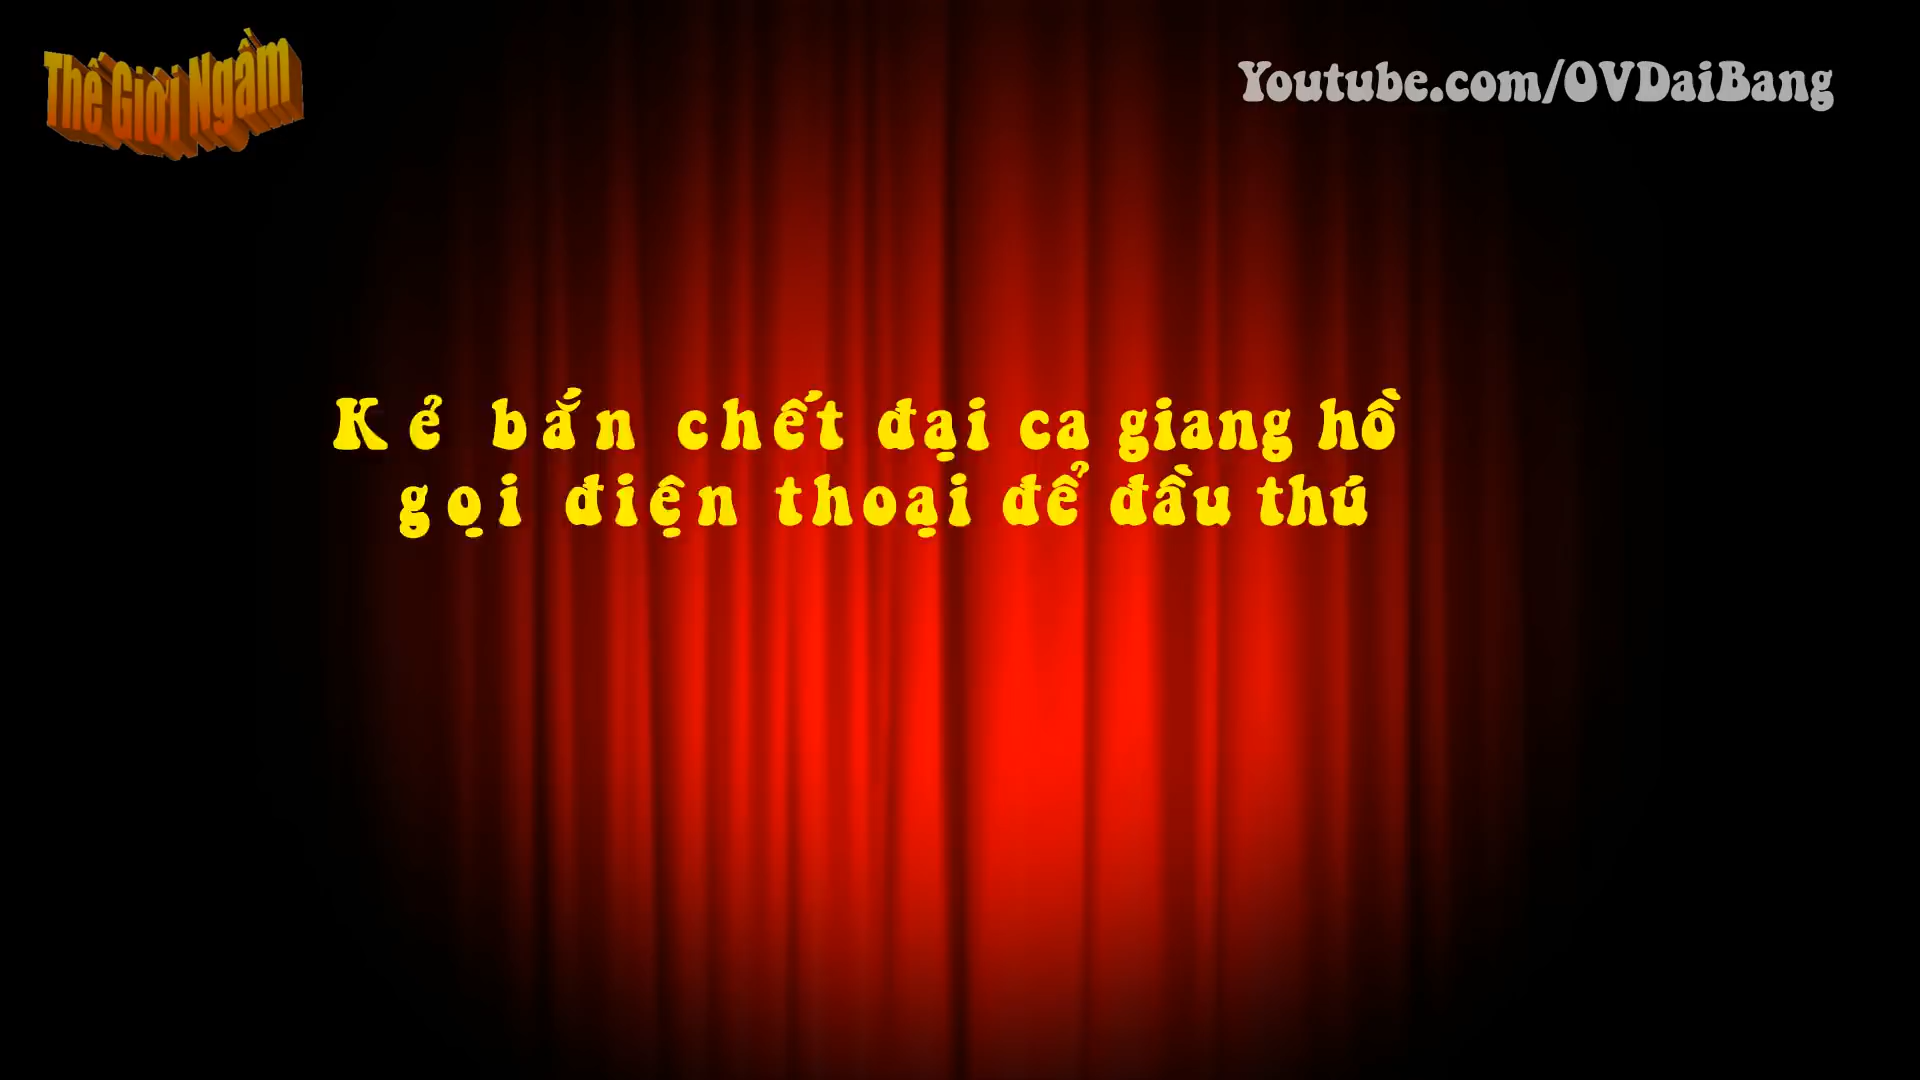 Thế Giới Ngầm
Youtube.com/OVDaiBang
Kẻ bắn chết đại ca giang hồ
gọi điện thoại để đầu thú